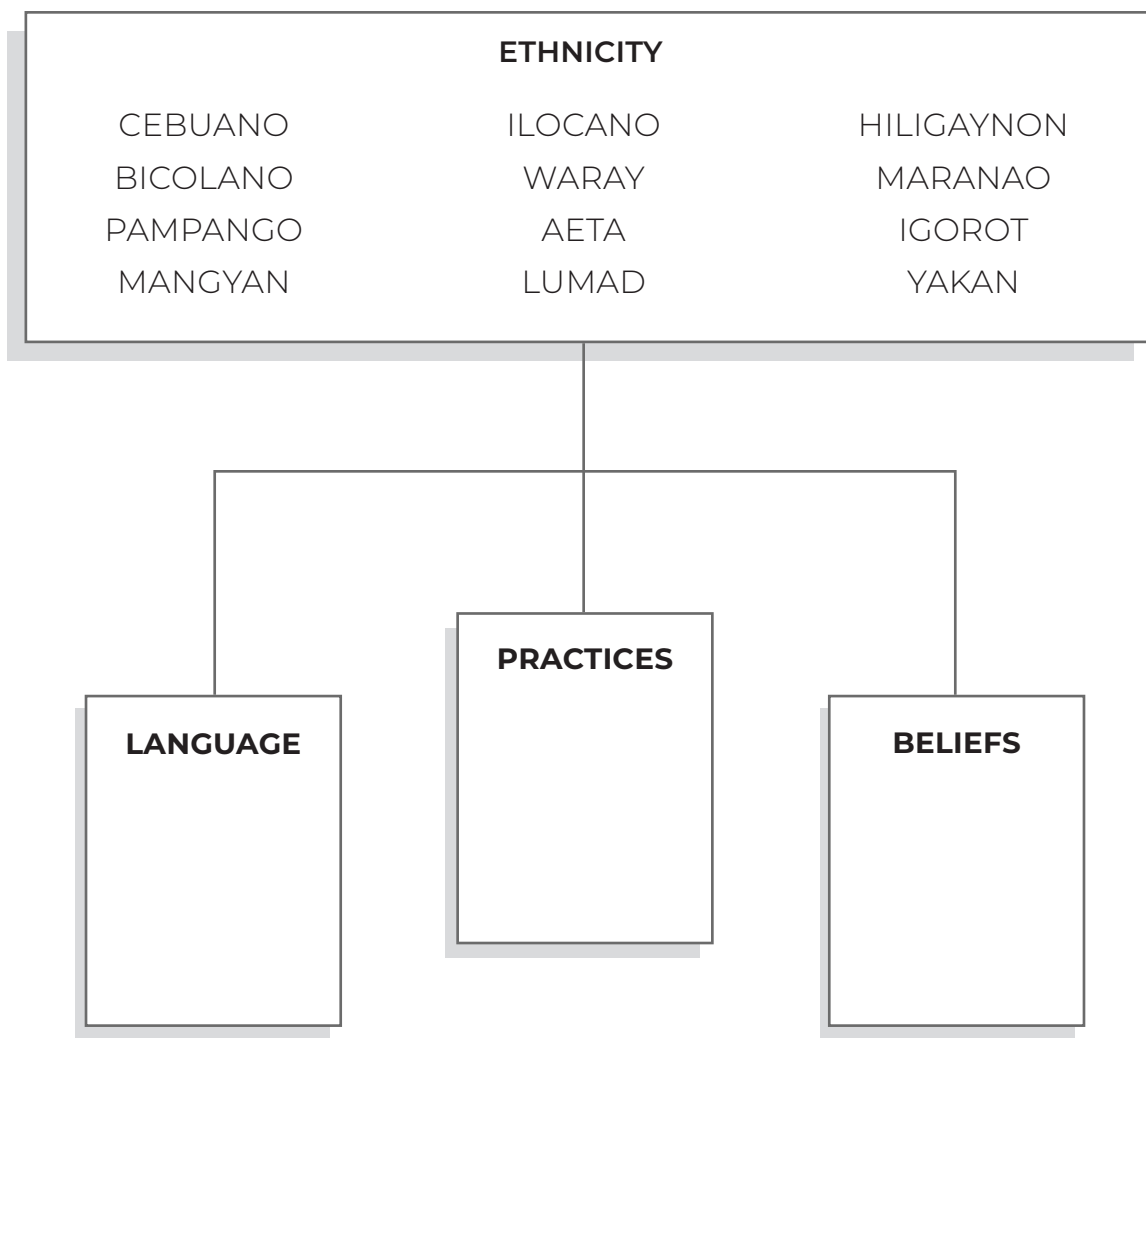 ETHNICITY
CEBUANO ILOCANO HILIGAYNON
BICOLANO WARAY MARANAO
PAMPANGO AETA IGOROT
MANGYAN LUMAD YAKAN
PRACTICES
LANGUAGE BELIEFS